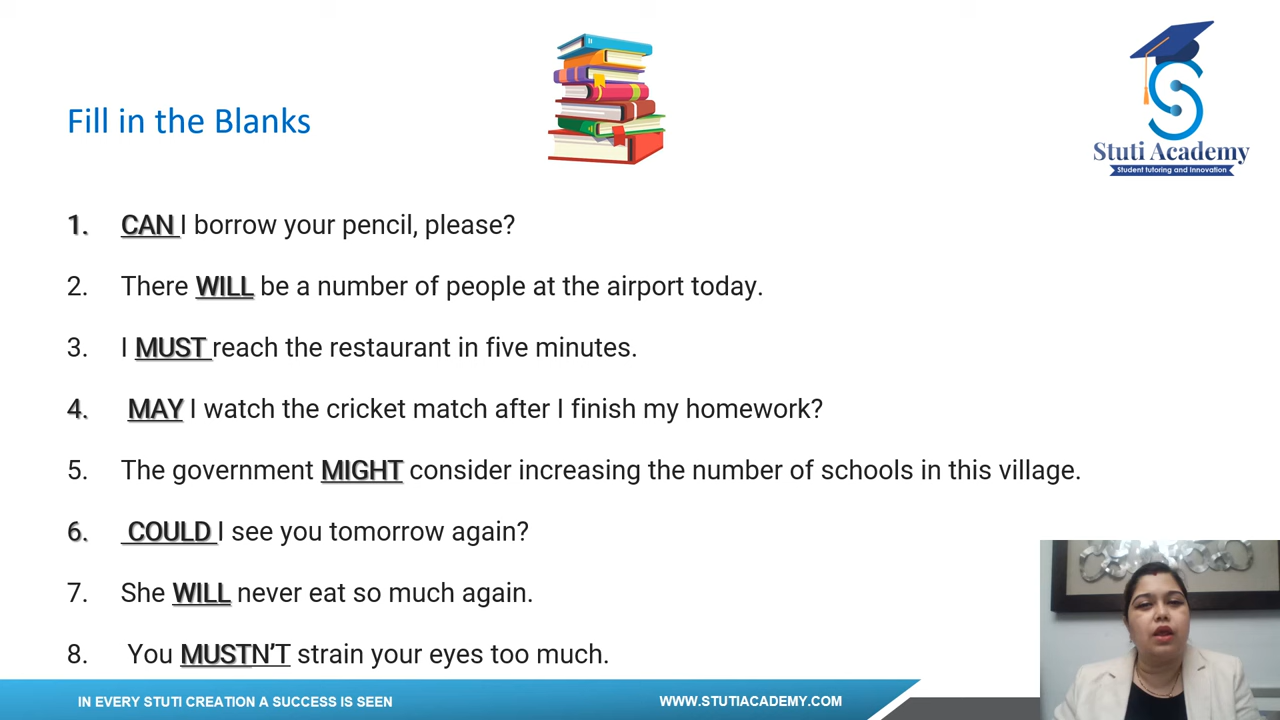 Fill in the Blanks
Stuti Academy
Student tutoring and Innovation
1. CAN I borrow your pencil, please?
2. There WILL be a number of people at the airport today.
3. I MUST reach the restaurant in five minutes.
4. MAY I watch the cricket match after I finish my homework?
5. The government MIGHT consider increasing the number of schools in this village.
6. COULD I see you tomorrow again?
7. She WILL never eat so much again.
8. You MUSTN'T strain your eyes too much.
IN EVERY STUTI CREATION A SUCCESS IS SEEN
WWW.STUTIACADEMY.COM